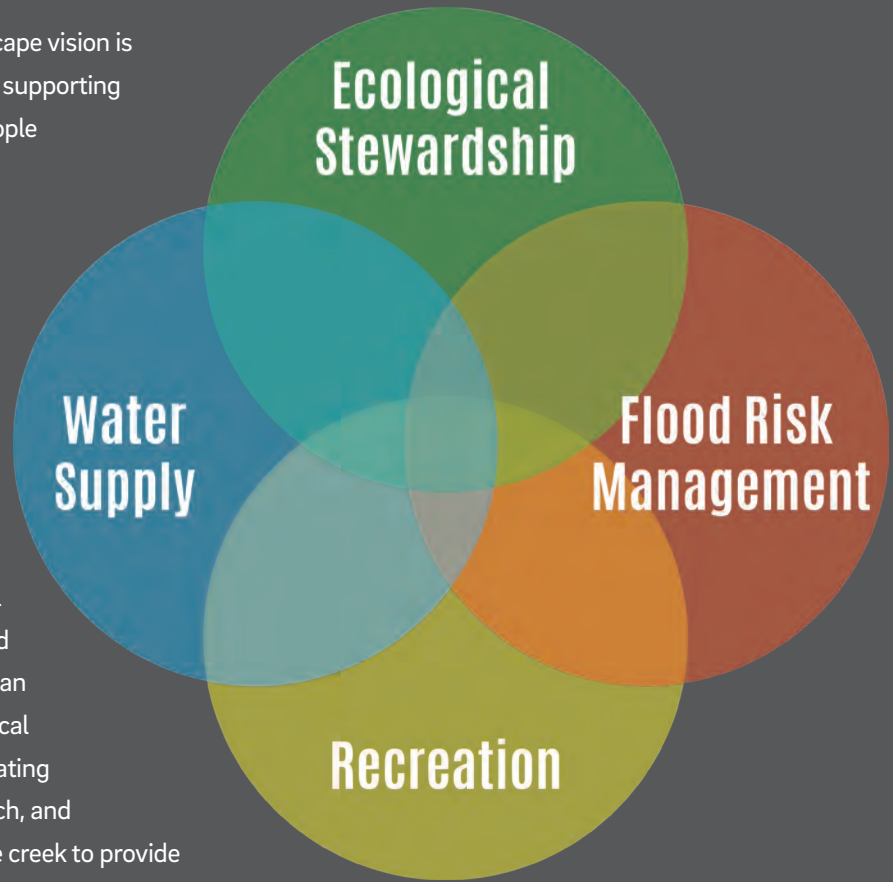 cape vision is
supporting
ople
Ecological
Stewardship
Water
Supply
Flood Risk
Management
d
an
cal
ating
ch, and
e creek to provide
Recreation